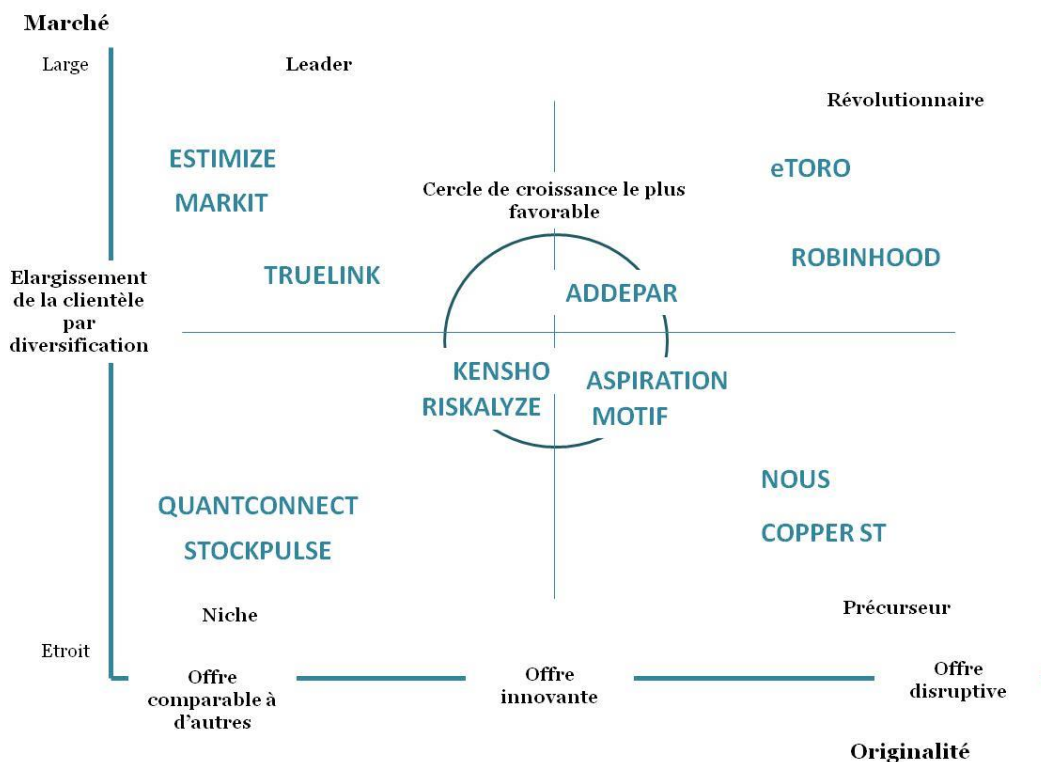 Marché
Large
Leader
Révolutionnaire
ESTIMIZE
MARKIT
eTORO
Cercle de croissance le plus
favorable
ROBINHOOD
TRUELINK
ADDEPAR
Elargissement
de la clientèle
par
diversification
KENSHO
RISKALYZE
ASPIRATION
MOTIF
NOUS
COPPER ST
QUANTCONNECT
STOCKPULSE
Niche
Précurseur
Etroit
Offre
comparable à
d'autres
Offre
innovante
Offre
disruptive
Originalité